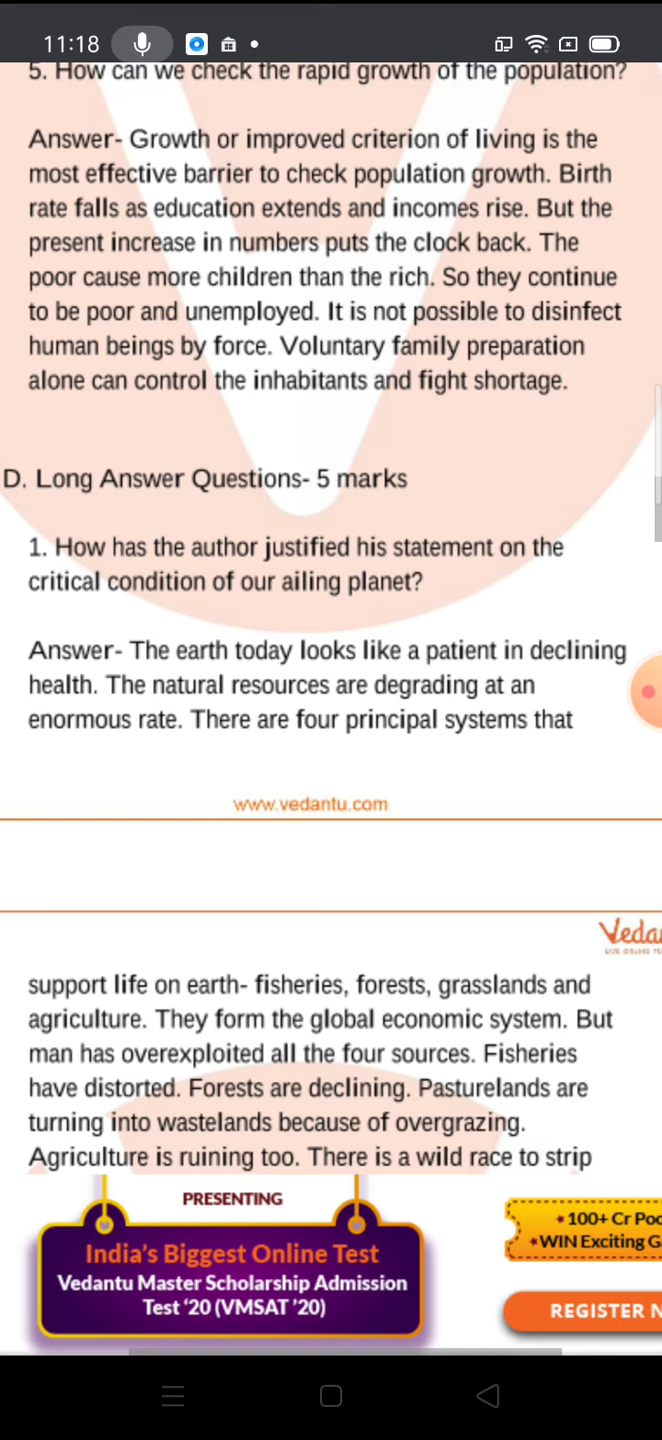 11:18
5. How can we check the rapid growth of the population?
Answer- Growth or improved criterion of living is the
most effective barrier to check population growth. Birth
rate falls as education extends and incomes rise. But the
present increase in numbers puts the clock back. The
poor cause more children than the rich. So they continue
to be poor and unemployed. It is not possible to disinfect
human beings by force. Voluntary family preparation
alone can control the inhabitants and fight shortage.
D. Long Answer Questions- 5 marks
1. How has the author justified his statement on the
critical condition of our ailing planet?
Answer- The earth today looks like a patient in declining
health. The natural resources are degrading at an
enormous rate. There are four principal systems that
www.vedantu.com
Vedan
support life on earth- fisheries, forests, grasslands and
agriculture. They form the global economic system. But
man has overexploited all the four sources. Fisheries
have distorted. Forests are declining. Pasturelands are
turning into wastelands because of overgrazing.
Agriculture is ruining too. There is a wild race to strip
PRESENTING
India's Biggest Online Test
Vedantu Master Scholarship Admission
Test '20 (VMSAT '20)
* 100+ Cr Poo
*WIN Exciting G
REGISTER N